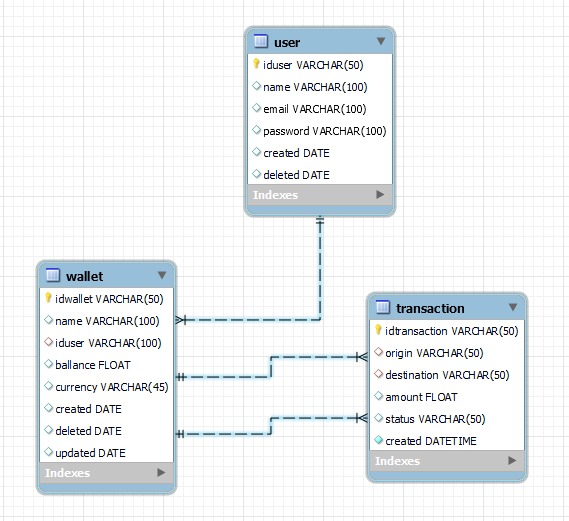 user
iduser VARCHAR(50)
name VARCHAR(100)
email VARCHAR(100)
password VARCHAR(100)
created DATE
deleted DATE
Indexes
wallet
idwallet VARCHAR(50)
name VARCHAR(100)
iduser VARCHAR(100)
ballance FLOAT
currency VARCHAR(45)
created DATE
deleted DATE
updated DATE
Indexes
transaction
idtransaction VARCHAR(50)
origin VARCHAR(50)
destination VARCHAR(50)
amount FLOAT
status VARCHAR(50)
created DATETIME
Indexes